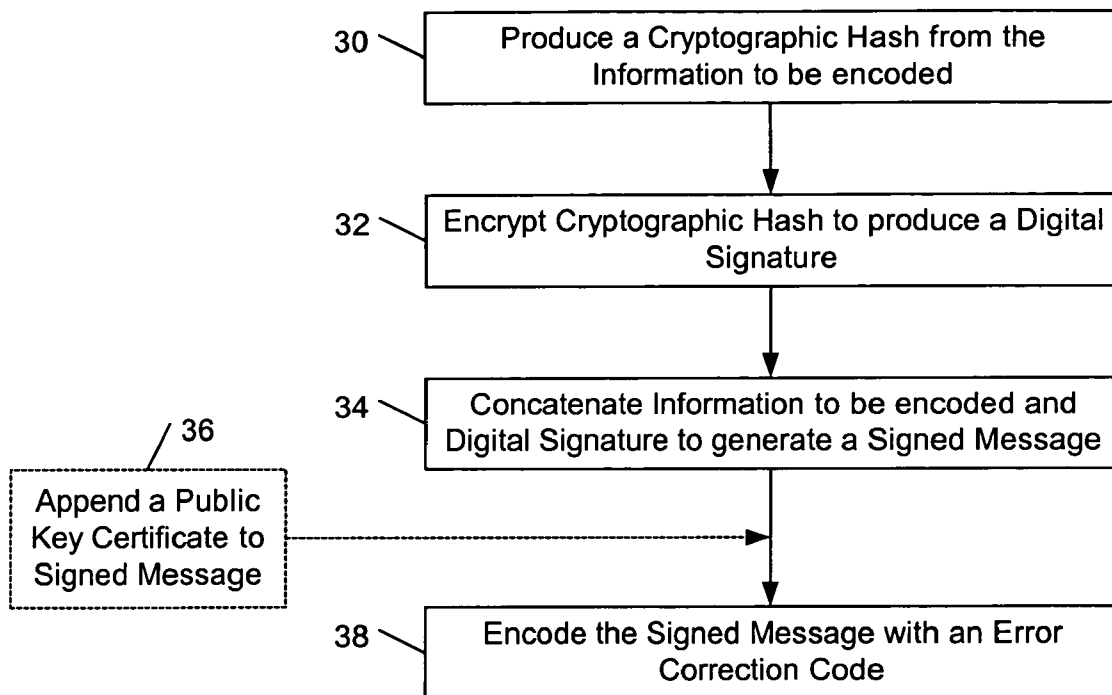 30
Produce a Cryptographic Hash from the
Information to be encoded
32
Encrypt Cryptographic Hash to produce a Digital
Signature
34
Concatenate Information to be encoded and
Digital Signature to generate a Signed Message
36
Append a Public
Key Certificate to
Signed Message
38
Encode the Signed Message with an Error
Correction Code